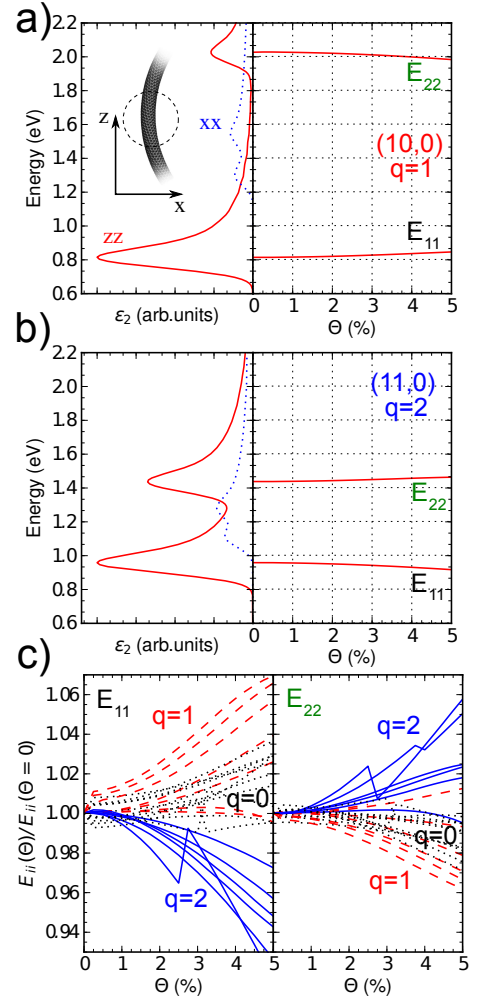 a)
2.2
2.0
1.8
1.6
1.4
1.2
1.0
0.8
0.6
Energy (eV)
z
x
xx
zz
ε₂ (arb.units)
E₂₂
(10,0)
q=1
E₁₁
0 1 2 3 4 5
Θ (%)
b)
2.2
2.0
1.8
1.6
1.4
1.2
1.0
0.8
0.6
Energy (eV)
ε₂ (arb.units)
(11,0)
q=2
E₂₂
E₁₁
0 1 2 3 4 5
Θ (%)
c)
1.06
1.04
1.02
1.00
0.98
0.96
0.94
E_ii(Θ)/E_ii(Θ=0)
E₁₁
q=1
q=0
q=2
0 1 2 3 4 5
Θ (%)
E₂₂
q=2
q=0
q=1
0 1 2 3 4 5
Θ (%)